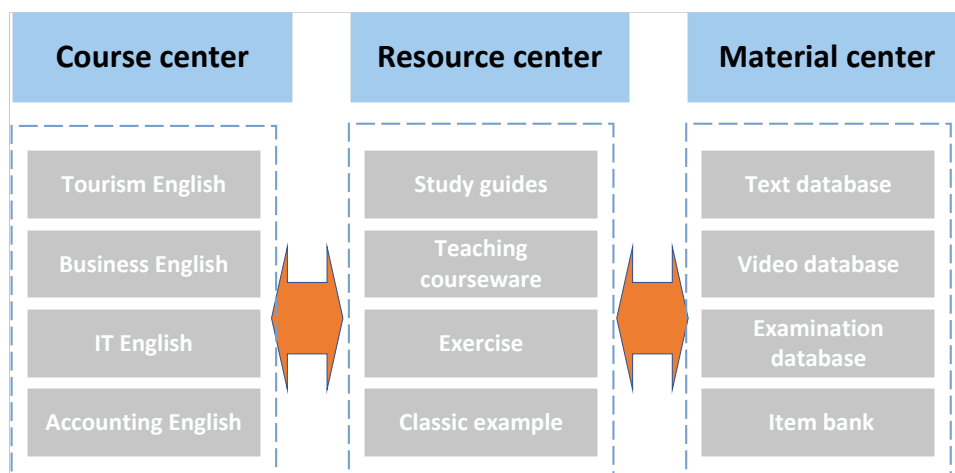 Course center
Resource center
Material center
Tourism English
Business English
IT English
Accounting English
Study guides
Teaching
courseware
Exercise
Classic example
Text database
Video database
Examination
database
Item bank